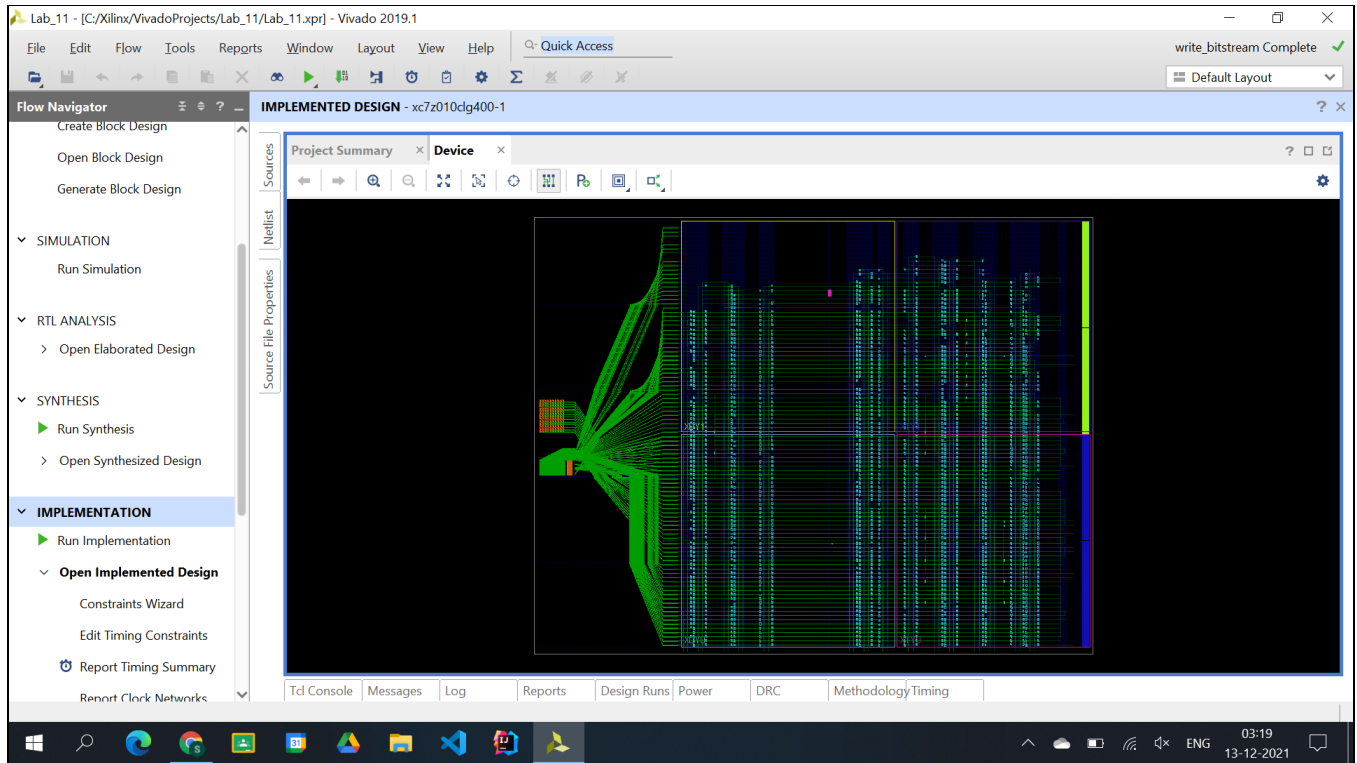 Lab_11 - [C:/Xilinx/VivadoProjects/Lab_11/Lab_11.xpr] - Vivado 2019.1
File Edit Flow Tools Reports Window Layout View Help Quick Access write_bitstream Complete
Default Layout
Flow Navigator
IMPLEMENTED DESIGN - xc7z010clg400-1
Create Block Design
Open Block Design
Generate Block Design
SIMULATION
Run Simulation
RTL ANALYSIS
Open Elaborated Design
SYNTHESIS
Run Synthesis
Open Synthesized Design
IMPLEMENTATION
Run Implementation
Open Implemented Design
Constraints Wizard
Edit Timing Constraints
Report Timing Summary
Report Clock Networks
Sources
Netlist
Source File Properties
Project Summary Device
X0Y1
Tcl Console Messages Log Reports Design Runs Power DRC Methodology Timing
31
ENG
03:19
13-12-2021